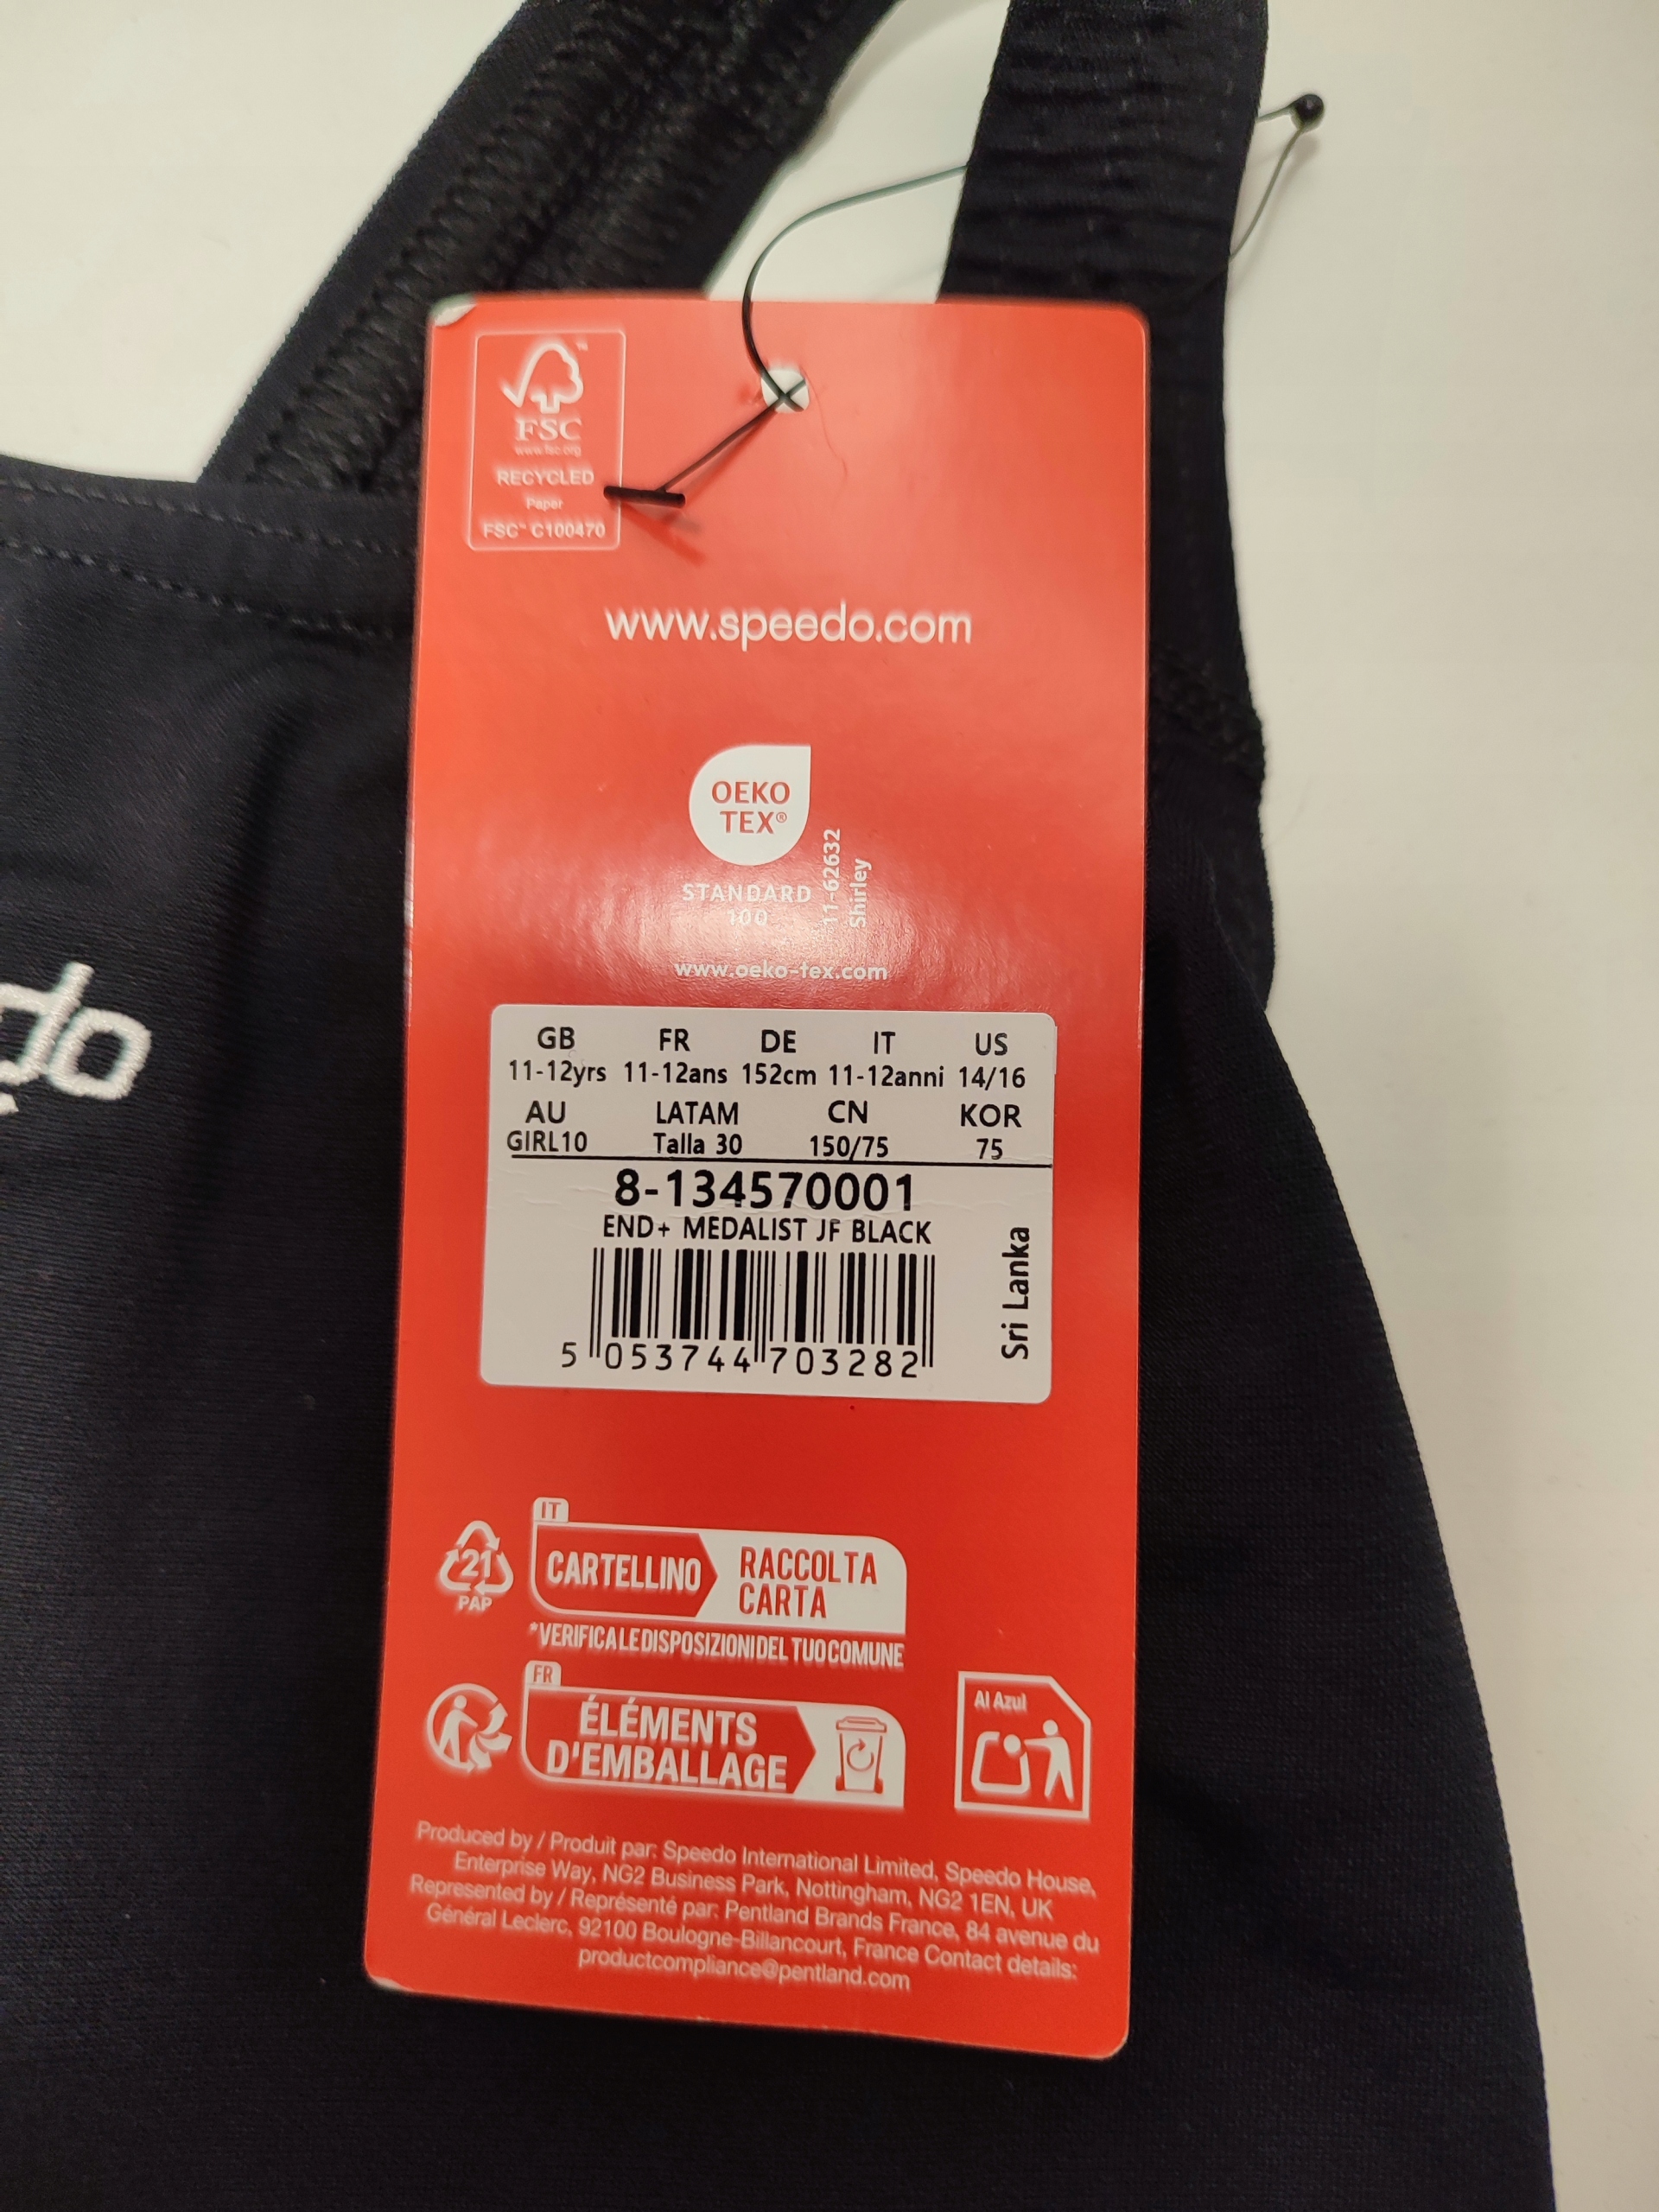 FSC
www.fsc.org
RECYCLED
Paper
FSC™ C100470
www.speedo.com
OEKO
TEX®
STANDARD
100
11-62632
Shirley
www.oeko-tex.com
do
GB FR DE IT US
11-12yrs 11-12ans 152cm 11-12anni 14/16
AU LATAM CN KOR
GIRL10 Talla 30 150/75 75
8-134570001
END+ MEDALIST JF BLACK
Sri Lanka
5 053744 703282
IT
21
PAP
CARTELLINO
RACCOLTA
CARTA
*VERIFICA LE DISPOSIZIONI DEL TUO COMUNE
FR
ÉLÉMENTS
D'EMBALLAGE
Al Azul
Produced by / Produit par: Speedo International Limited, Speedo House,
Enterprise Way, NG2 Business Park, Nottingham, NG2 1EN, UK
Represented by / Représenté par: Pentland Brands France, 84 avenue du
Général Leclerc, 92100 Boulogne-Billancourt, France Contact details:
productcompliance@pentland.com